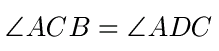 ∠ACB = ∠ADC